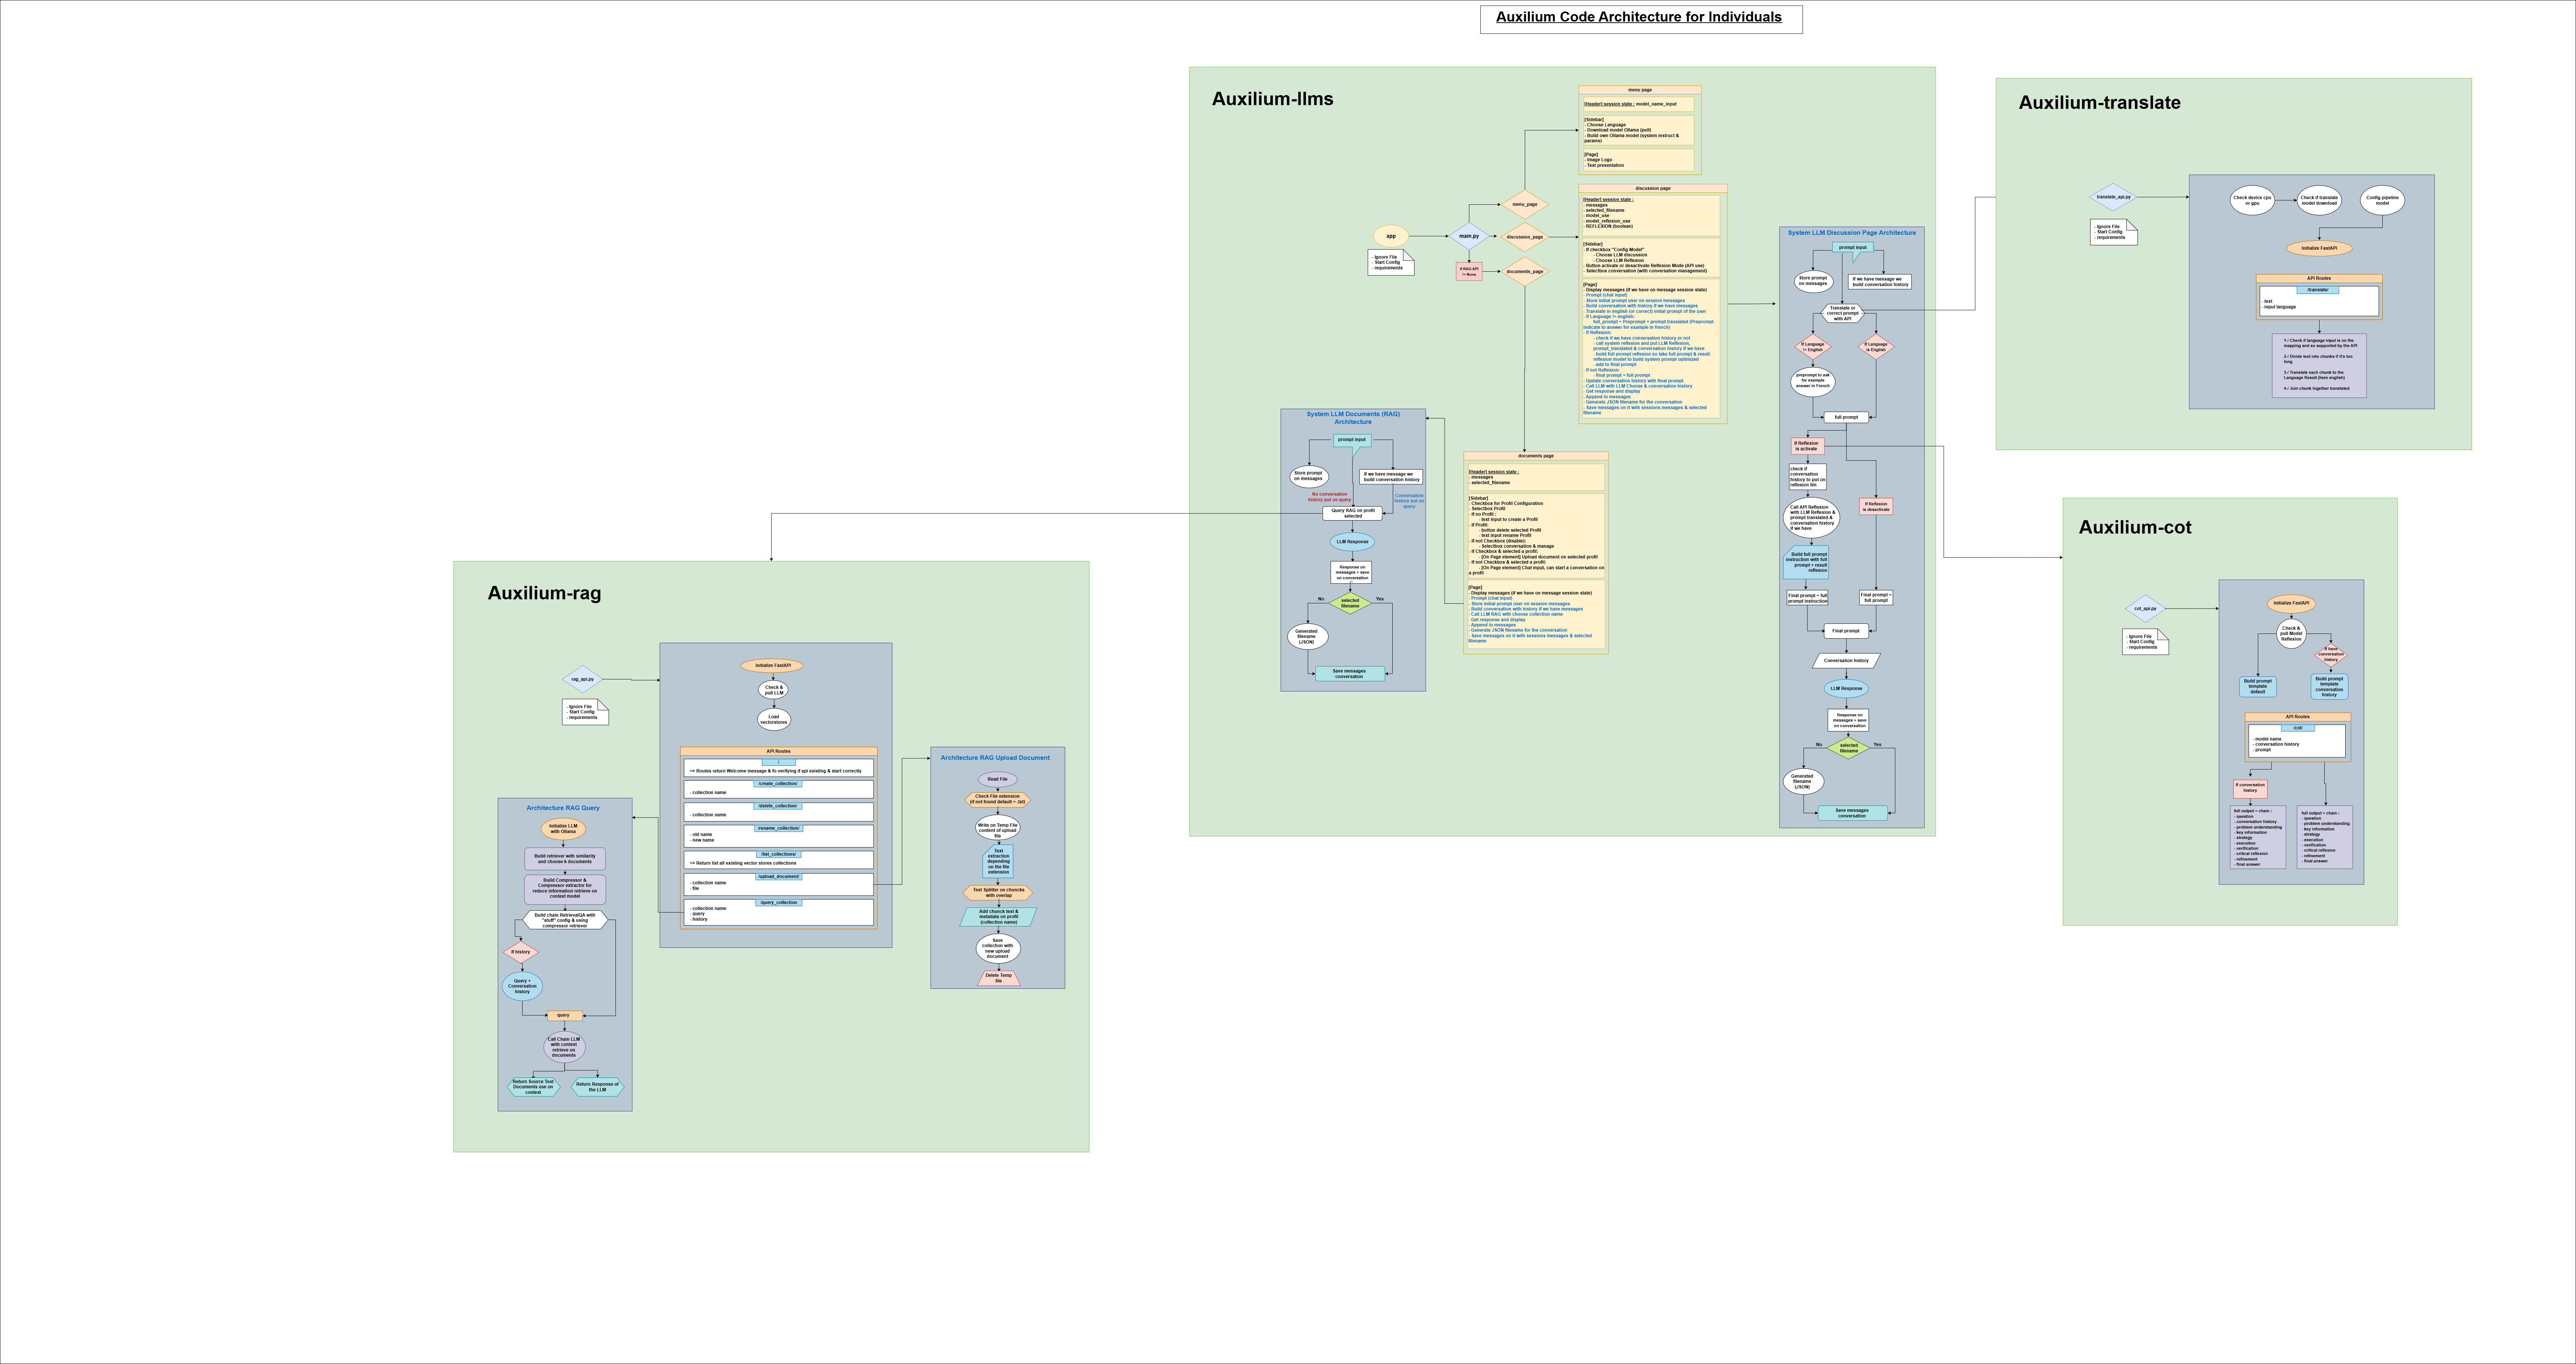 Auxilium Code Architecture for Individuals
Auxilium-llms
app
- Ignore File
- Start Config
- requirements
main.py
If RAG API
!= None
menu_page
discussion_page
documents_page
menu page
[Header] session state : model_name_input
[Sidebar]
- Choose Language
- Download model Ollama (pull)
- Build own Ollama model (system instruct &
params)
[Page]
- Image Logo
- Text presentation
discussion page
[Header] session state :
- messages
- selected_filename
- model_use
- model_reflexion_use
- REFLEXION (boolean)
[Sidebar]
- If checkbox "Config Model"
- Choose LLM discussion
- Choose LLM Reflexion
- Button activate or desactivate Reflexion Mode (API use)
- Selectbox conversation (with conversation management)
[Page]
- Display messages (if we have on message session state)
- Prompt (chat input)
- Store initial prompt user on session messages
- Build conversation with history if we have messages
- Translate in english (or correct) initial prompt of the user
- If Language != english:
full_prompt = Preprompt + prompt translated (Preprompt
indicate to answer for example in french)
- If Reflexion:
- check if we have conversation history or not
- call system reflexion and put LLM Reflexion,
prompt_translated & conversation history if we have
- build full prompt reflexion so take full prompt & result
reflexion model to build system prompt optimized
- add to final prompt
- If not Reflexion:
- final prompt = full prompt
- Update conversation history with final prompt
- Call LLM with LLM Choose & conversation history
- Get response and display
- Append to messages
- Generate JSON filename for the conversation
- Save messages on it with sessions messages & selected
filename
documents page
[Header] session state :
- messages
- selected_filename
[Sidebar]
- Checkbox for Profil Configuration
- Selectbox Profil
- If no Profil :
- text input to create a Profil
- If Profil:
- button delete selected Profil
- text input rename Profil
- If not Checkbox (disable):
- Selectbox conversation & manage
- If Checkbox & selected a profil:
- [On Page element] Upload document on selected profil
- If not Checkbox & selected a profil:
- [On Page element] Chat input, can start a conversation on
a profil
[Page]
- Display messages (if we have on message session state)
- Prompt (chat input)
- Store initial prompt user on session messages
- Build conversation with history if we have messages
- Call LLM RAG with choose collection name
- Get response and display
- Append to messages
- Generate JSON filename for the conversation
- Save messages on it with sessions messages & selected
filename
System LLM Documents (RAG)
Architecture
prompt input
Store prompt
on messages
If we have message we
build conversation history
No conversation
history put on query
Conversation
history put on
query
Query RAG on profil
selected
LLM Response
Response on
messages + save
on conversation
selected
filename
No
Yes
Generated
filename
(JSON)
Save messages
conversation
System LLM Discussion Page Architecture
prompt input
Store prompt
on messages
If we have message we
build conversation history
Translate or
correct prompt
with API
If Language
!= English
If Language
is English
preprompt to ask
for example
answer in French
full prompt
If Reflexion
is activate
check if
conversation
history to put on
reflexion llm
Call API Reflexion
with LLM Reflexion &
prompt translated &
conversation history
if we have
If Reflexion
is desactivate
Build full prompt
instruction with full
prompt + result
reflexion
Final prompt = full
prompt instruction
Final prompt =
full prompt
Final prompt
Conversation history
LLM Response
Response on
messages + save
on conversation
selected
filename
No
Yes
Generated
filename
(JSON)
Save messages
conversation
Auxilium-translate
translate_api.py
- Ignore File
- Start Config
- requirements
Check device cpu
or gpu
Check if translate
model download
Config pipeline
model
Initialize FastAPI
API Routes
/translate/
- text
- input language
1-/ Check if language input is on the
mapping and so supported by the API
2-/ Divide text into chunks if it's too
long
3-/ Translate each chunk to the
Language Result (here english)
4-/ Join chunk together translated
Auxilium-cot
cot_api.py
- Ignore File
- Start Config
- requirements
Initialize FastAPI
Check &
pull Model
Reflexion
If have
conversation
history
Build prompt
template
default
Build prompt
template
conversation
history
API Routes
/cot/
- model name
- conversation history
- prompt
If conversation
history
full output = chain :
- question
- conversation history
- problem understanding
- key information
- strategy
- execution
- verification
- critical reflexion
- refinement
- final answer
full output = chain :
- question
- problem understanding
- key information
- strategy
- execution
- verification
- critical reflexion
- refinement
- final answer
Auxilium-rag
rag_api.py
- Ignore File
- Start Config
- requirements
Initialize FastAPI
Check &
pull LLM
Load
vectorstores
API Routes
/
=> Routes return Welcome message & fo verifying if api existing & start correctly
/create_collection/
- collection name
/delete_collection/
- collection name
/rename_collection/
- old name
- new name
/list_collections/
=> Return list all existing vector stores collections
/upload_document/
- collection name
- file
/query_collection
- collection name
- query
- history
Architecture RAG Upload Document
Read File
Check File extension
(if not found default = .txt)
Write on Temp File
content of upload
file
Text
extraction
depending
on the file
extension
Text Splitter on chuncks
with overlap
Add chunck text &
metadata on profil
(collection name)
Save
collection with
new upload
document
Delete Temp
file
Architecture RAG Query
Initialize LLM
with Ollama
Build retriever with similarity
and choose k documents
Build Compressor &
Compressor extractor for
reduce information retrieve on
context model
Build chain RetrievalQA with
"stuff" config & using
compressor retriever
If history
Query +
Conversation
history
query
Call Chain LLM
with context
retrieve on
documents
Return Source Text
Documents use on
context
Return Response of
the LLM